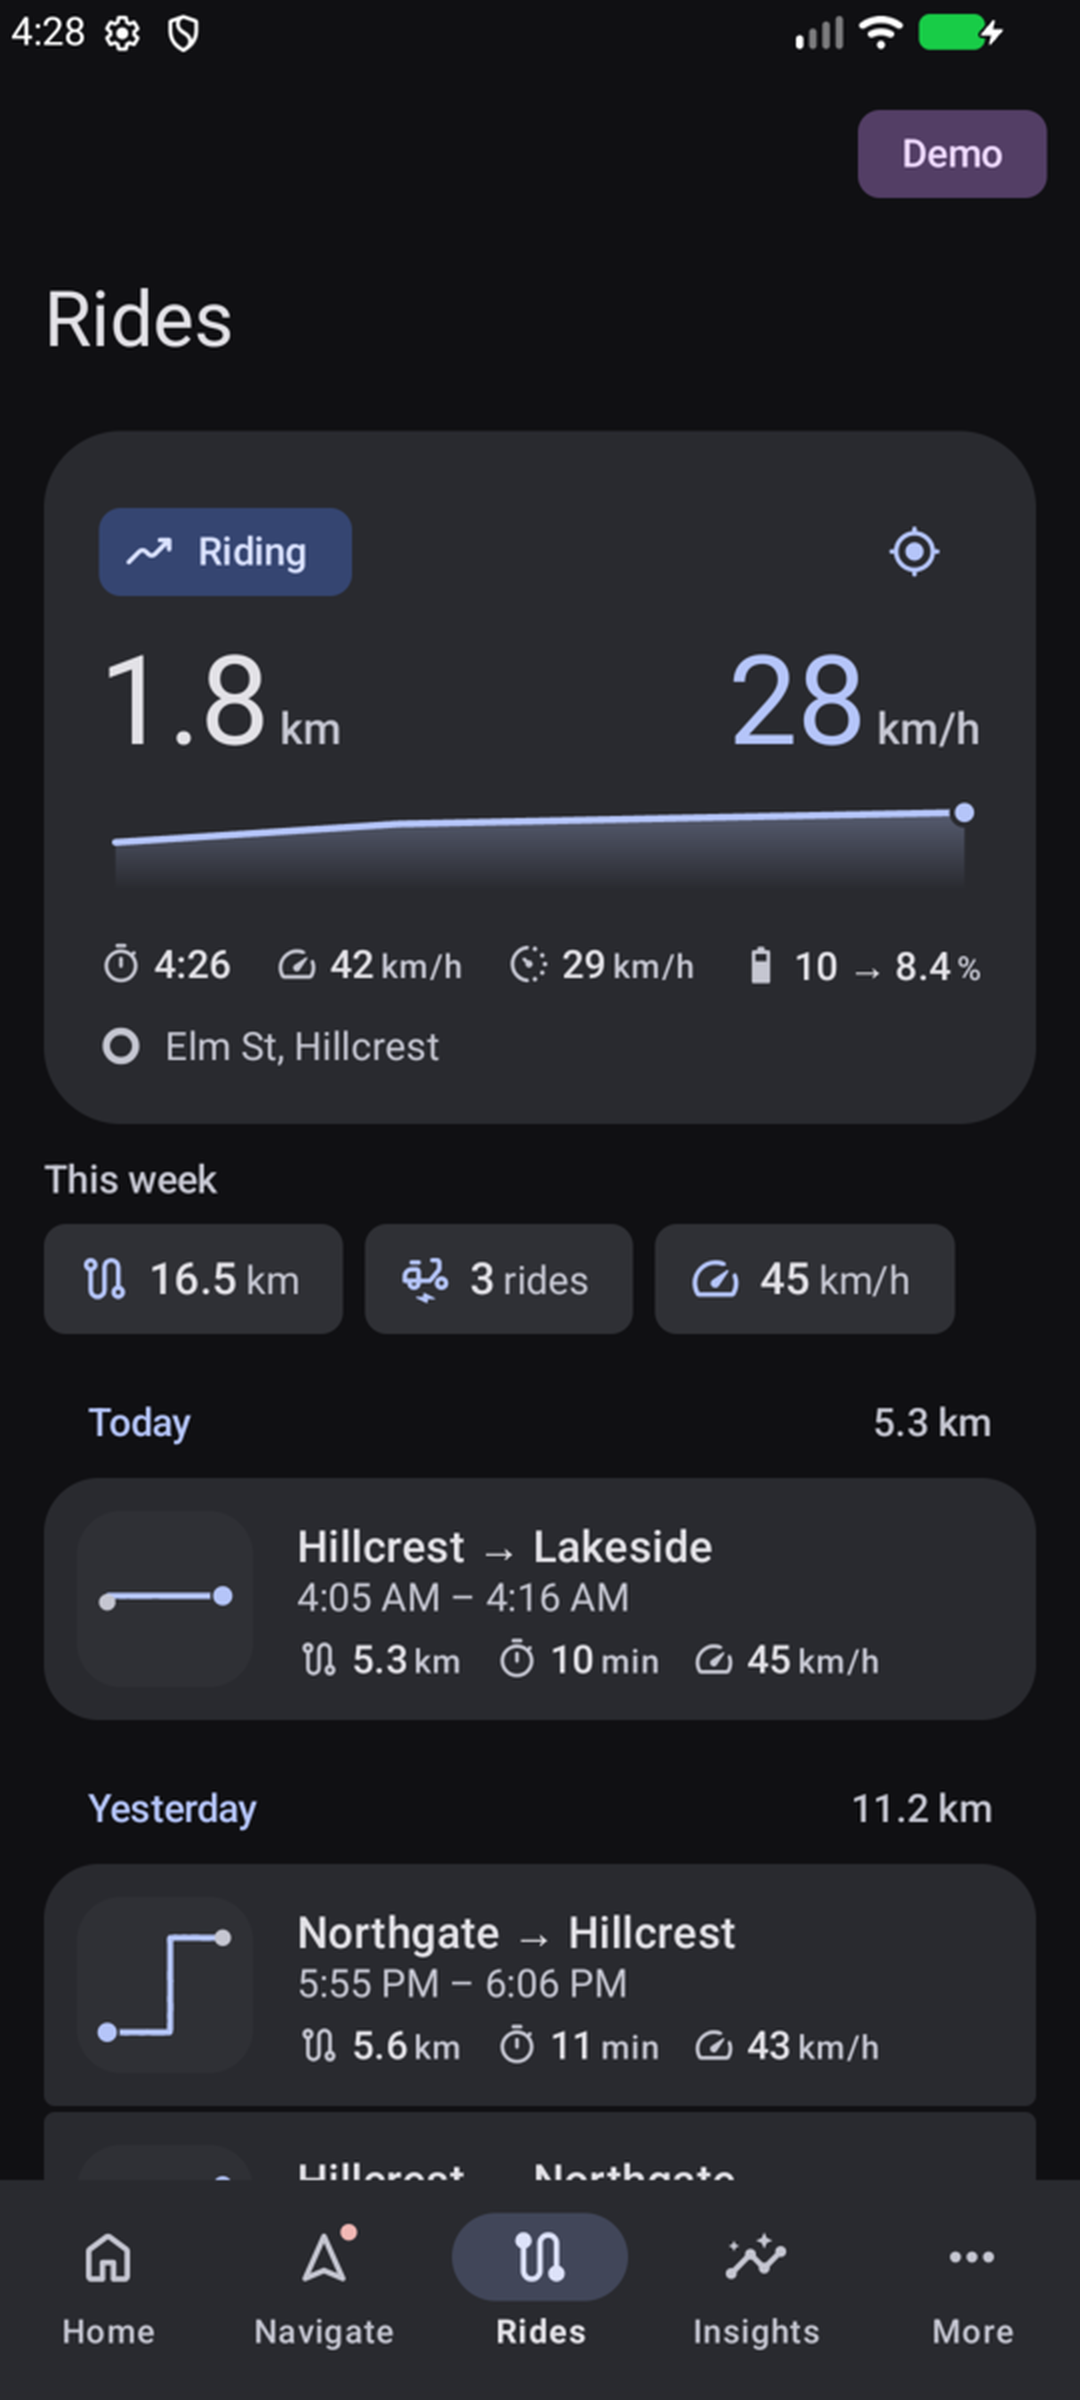 4:28
Demo
Rides
Riding
1.8 km 28 km/h
4:26 42 km/h 29 km/h 10 → 8.4 %
Elm St, Hillcrest
This week
16.5 km 3 rides 45 km/h
Today 5.3 km
Hillcrest → Lakeside
4:05 AM – 4:16 AM
5.3 km 10 min 45 km/h
Yesterday 11.2 km
Northgate → Hillcrest
5:55 PM – 6:06 PM
5.6 km 11 min 43 km/h
Hillcrest Northgate
Home Navigate Rides Insights More